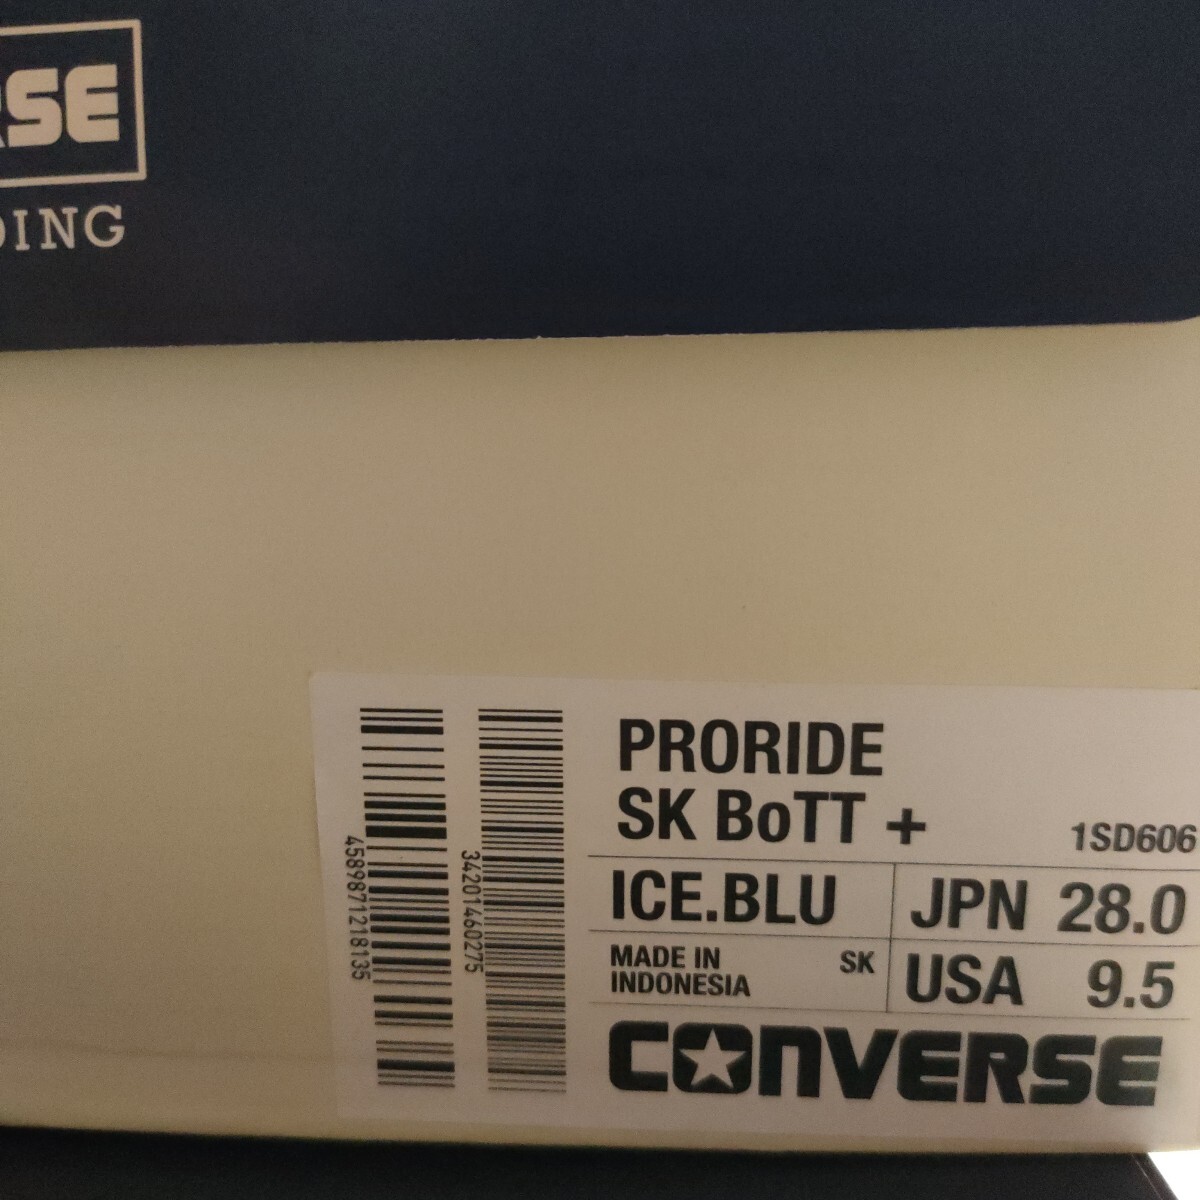 RSE
DING
PRORIDE
SK BoTT +
1SD606
ICE.BLU
JPN 28.0
MADE IN
INDONESIA
SK
USA 9.5
CONVERSE
4589871218135
34201460275